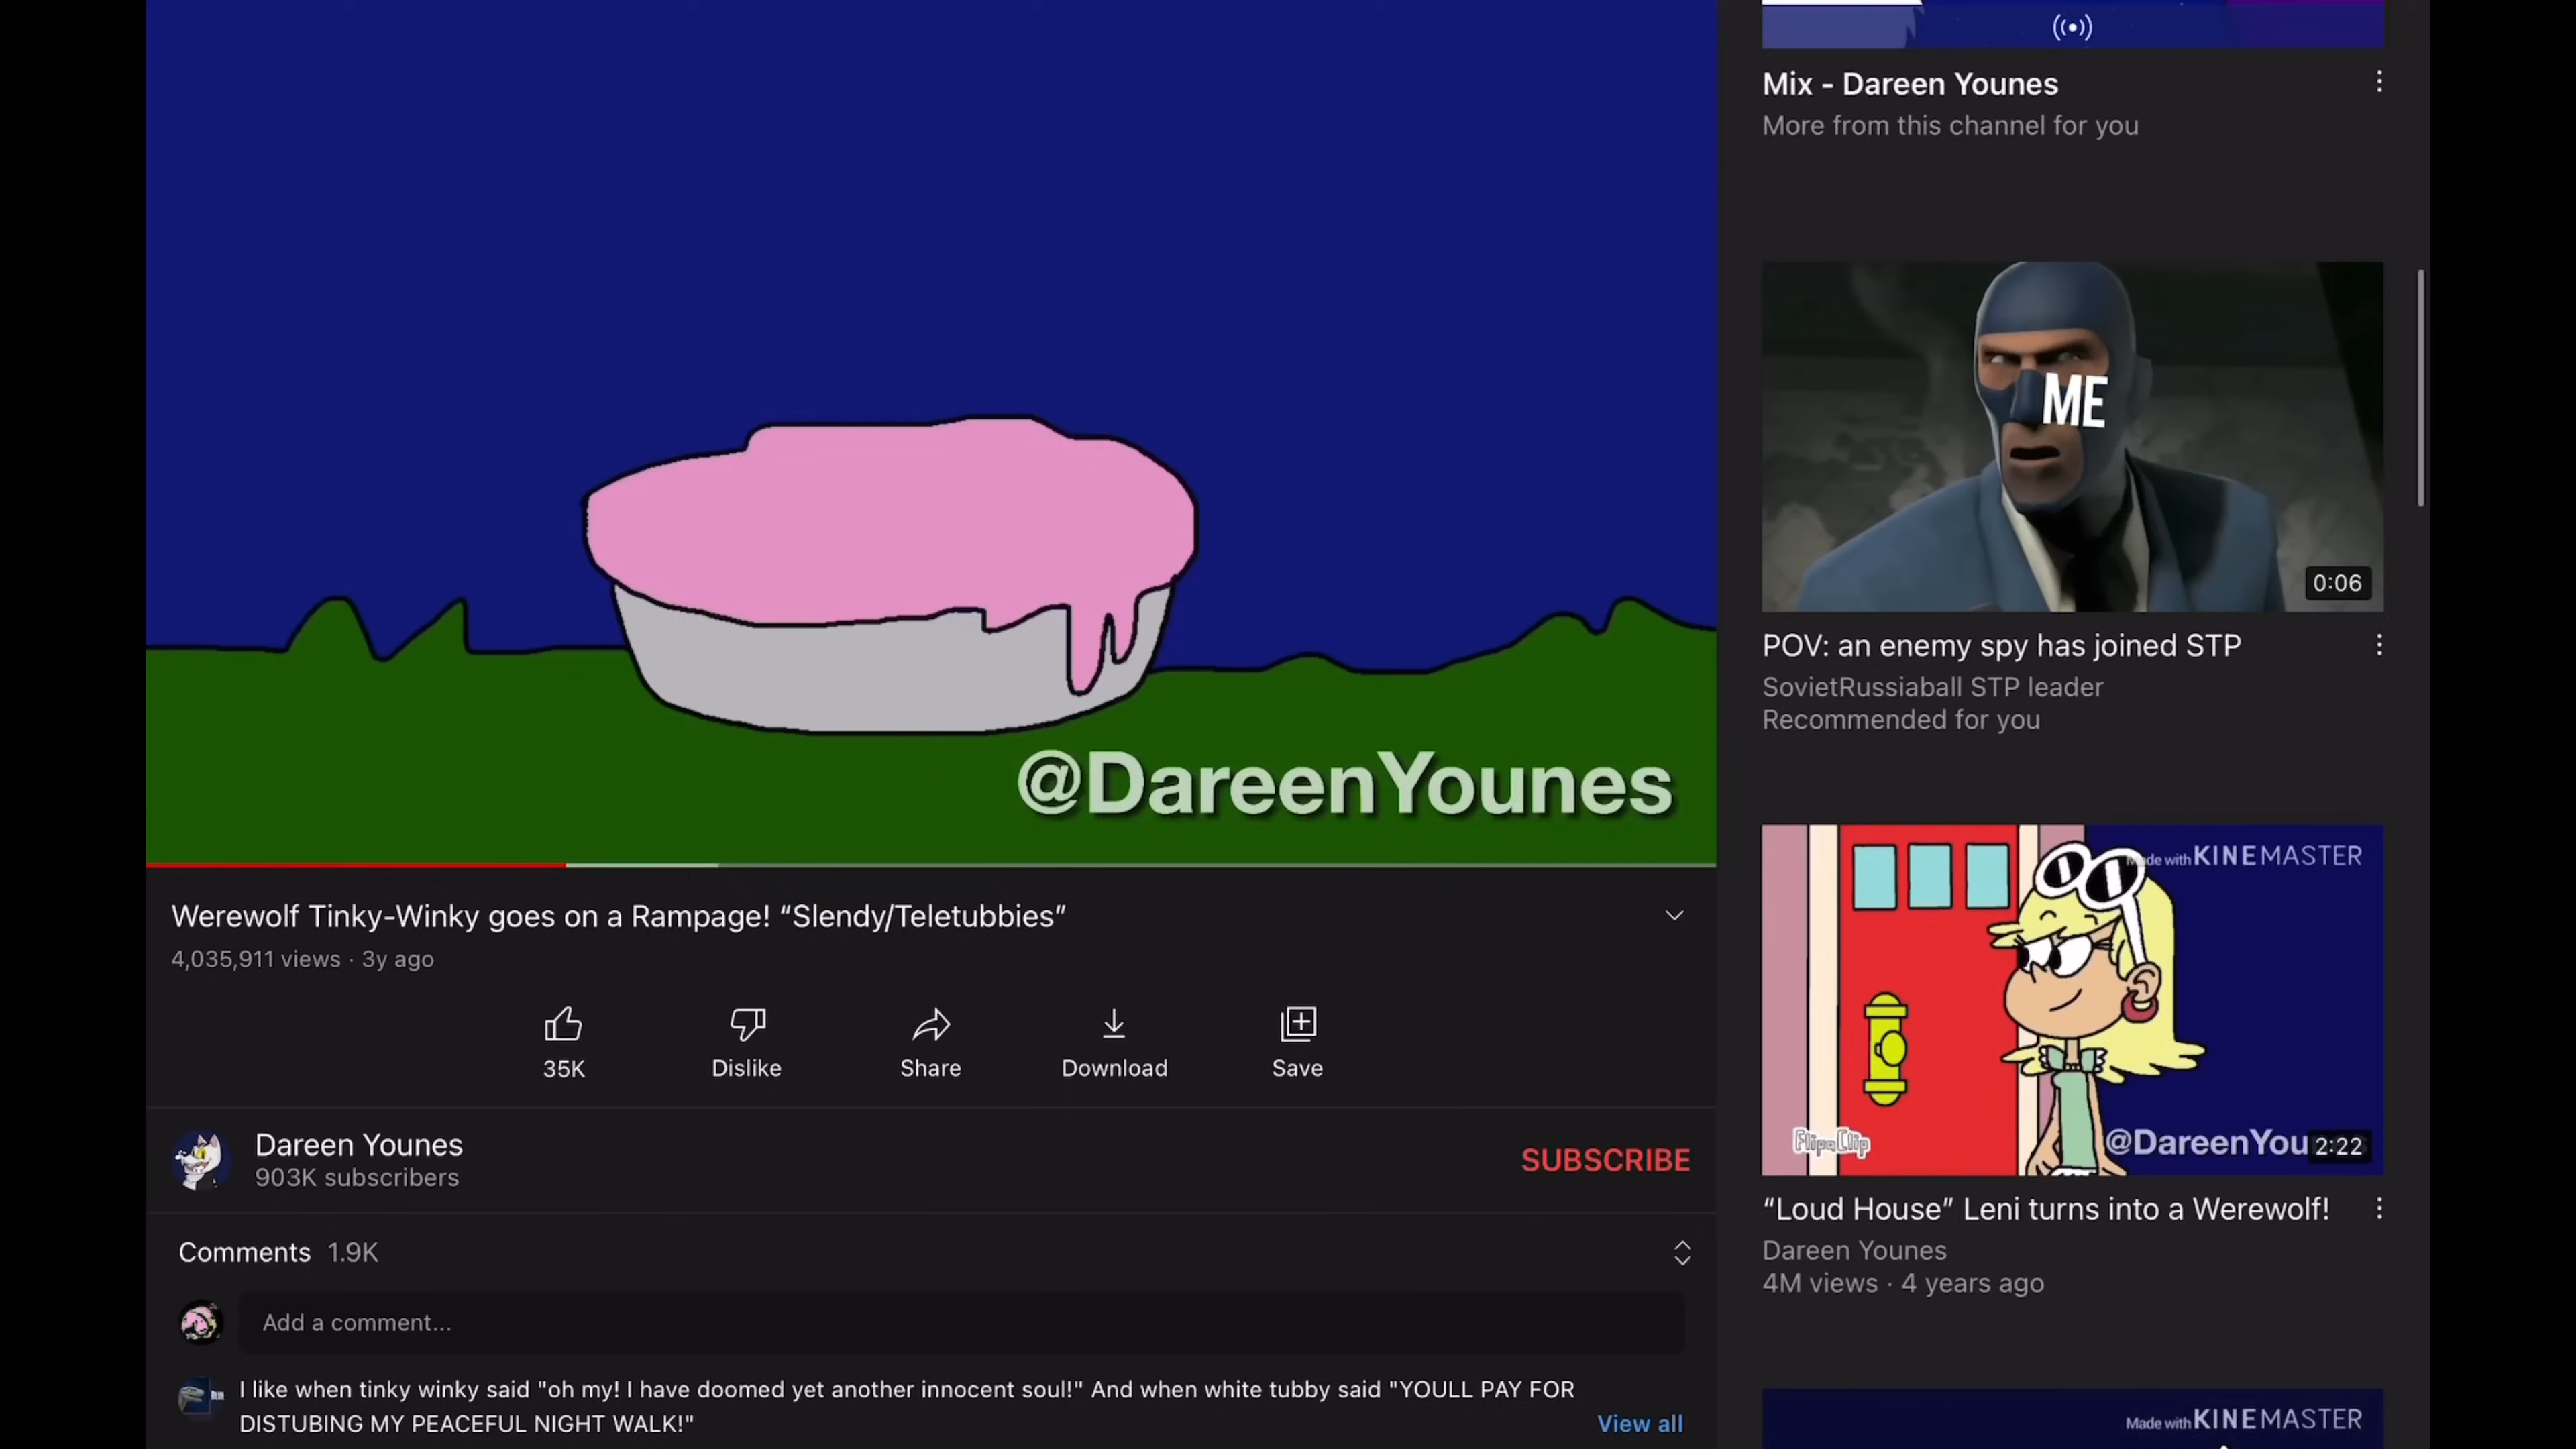 @DareenYounes
Werewolf Tinky-Winky goes on a Rampage! “Slendy/Teletubbies”
4,035,911 views · 3y ago
35K
Dislike
Share
Download
Save
Dareen Younes
903K subscribers
SUBSCRIBE
Comments 1.9K
Add a comment...
I like when tinky winky said "oh my! I have doomed yet another innocent soul!" And when white tubby said "YOULL PAY FOR
DISTUBING MY PEACEFUL NIGHT WALK!"
View all
Mix - Dareen Younes
More from this channel for you
ME
0:06
POV: an enemy spy has joined STP
SovietRussiaball STP leader
Recommended for you
Made with KINEMASTER
FlipaClip
@DareenYou
2:22
“Loud House” Leni turns into a Werewolf!
Dareen Younes
4M views · 4 years ago
Made with KINEMASTER